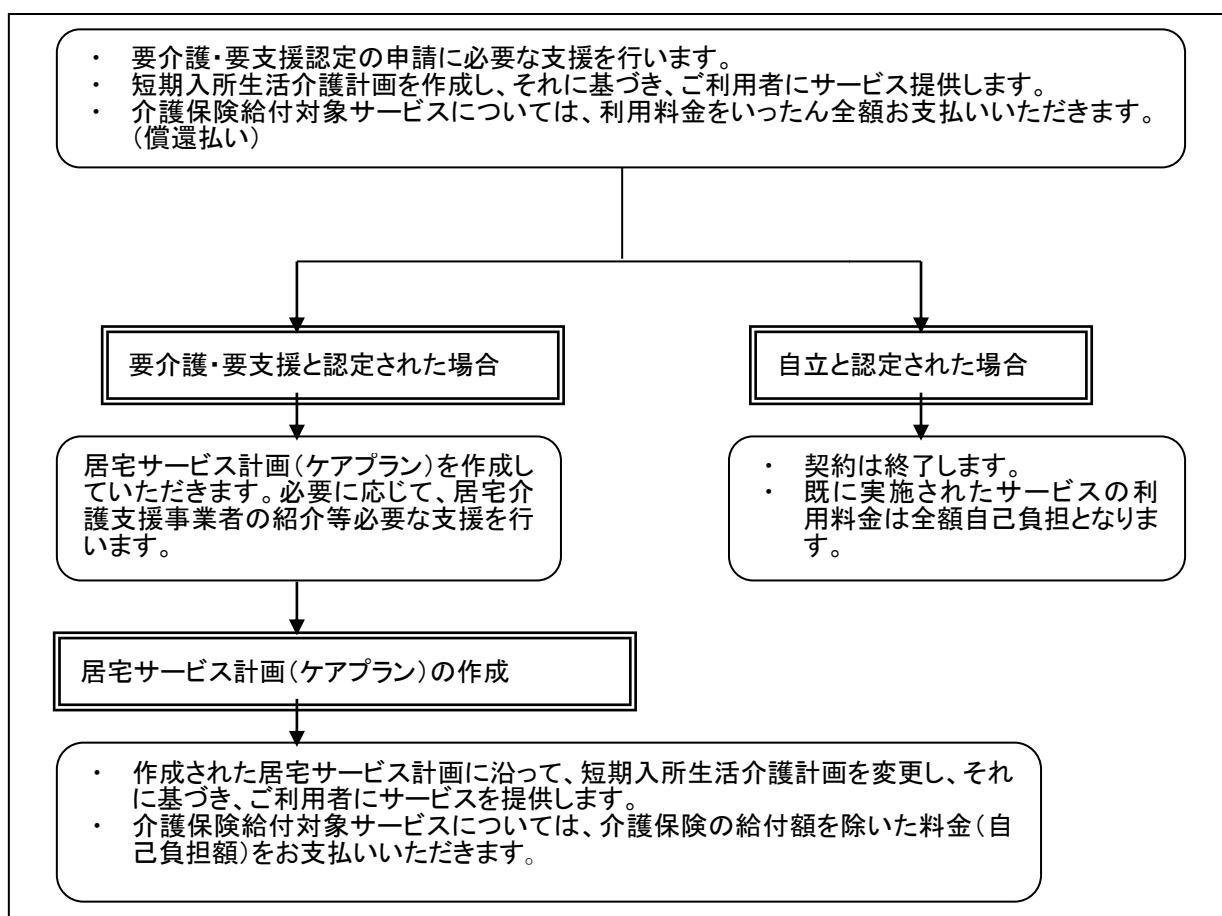 ・ 要介護・要支援認定の申請に必要な支援を行います。
・ 短期入所生活介護計画を作成し、それに基づき、ご利用者にサービス提供します。
・ 介護保険給付対象サービスについては、利用料金をいったん全額お支払いいただきます。
(償還払い)
要介護・要支援と認定された場合
自立と認定された場合
居宅サービス計画(ケアプラン)を作成し
ていただきます。必要に応じて、居宅介
護支援事業者の紹介等必要な支援を行
います。
・ 契約は終了します。
・ 既に実施されたサービスの利
用料金は全額自己負担となりま
す。
居宅サービス計画(ケアプラン)の作成
・ 作成された居宅サービス計画に沿って、短期入所生活介護計画を変更し、それ
に基づき、ご利用者にサービスを提供します。
・ 介護保険給付対象サービスについては、介護保険の給付額を除いた料金(自
己負担額)をお支払いいただきます。